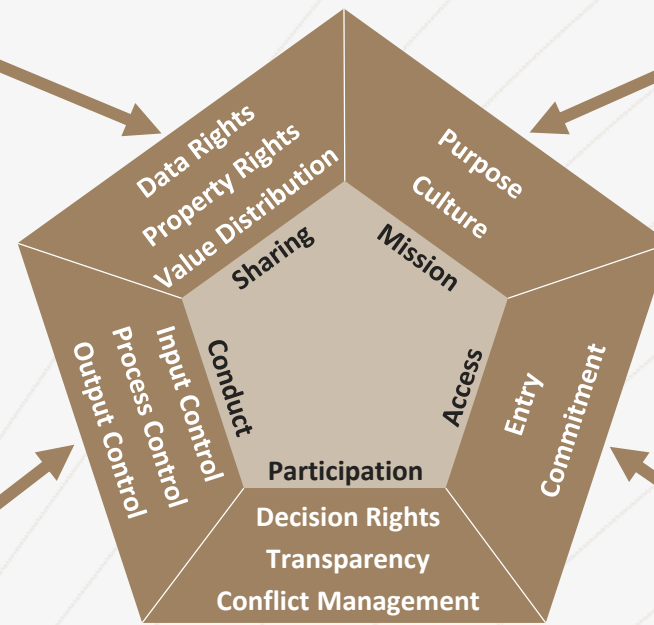 Data Rights
Property Rights
Value Distribution
Sharing
Purpose
Culture
Mission
Input Control
Process Control
Output Control
Conduct
Access
Entry
Commitment
Participation
Decision Rights
Transparency
Conflict Management